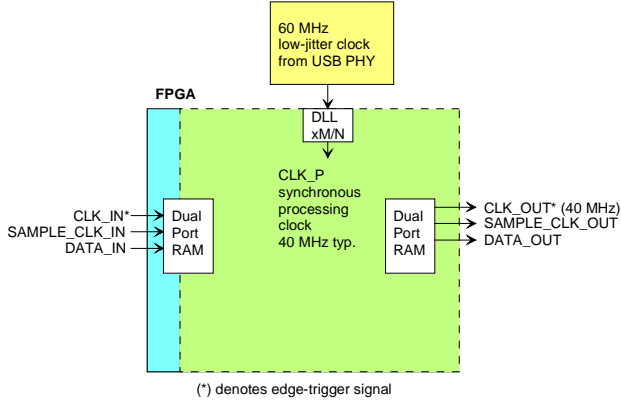 60 MHz
low-jitter clock
from USB PHY
FPGA
DLL
xM/N
CLK_P
synchronous
processing
clock
40 MHz typ.
CLK_IN*
SAMPLE_CLK_IN
DATA_IN
Dual
Port
RAM
Dual
Port
RAM
CLK_OUT* (40 MHz)
SAMPLE_CLK_OUT
DATA_OUT
(*) denotes edge-trigger signal